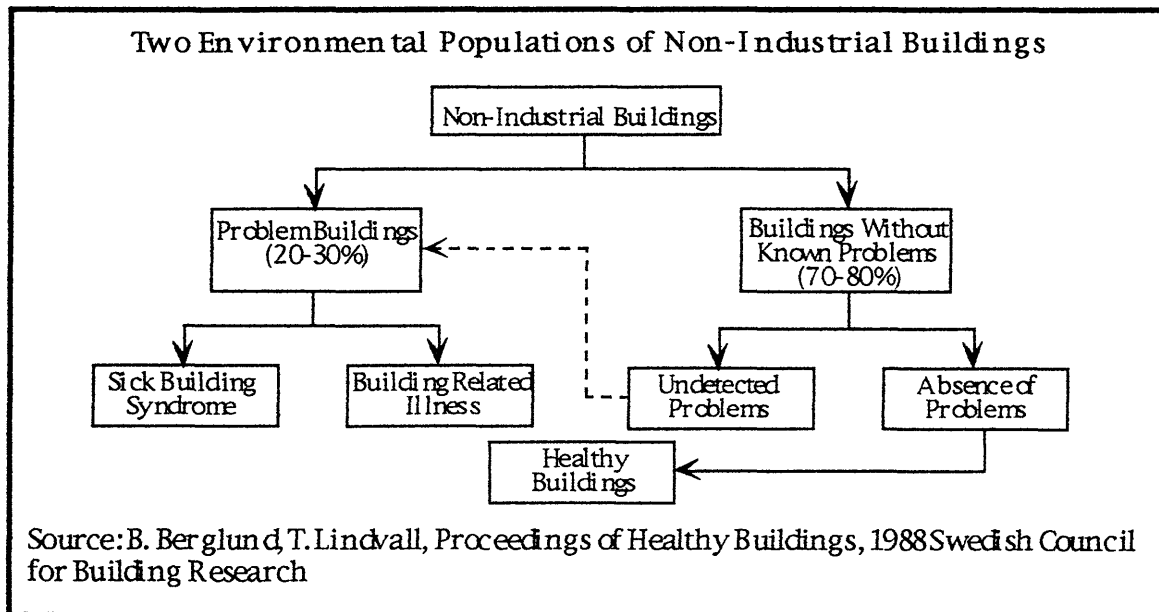 Two Environmental Populations of Non-Industrial Buildings
Non-Industrial Buildings
Problem Buildings
(20-30%)
Buildings Without
Known Problems
(70-80%)
Sick Building
Syndrome
Building Related
Illness
Undetected
Problems
Absence of
Problems
Healthy
Buildings
Source: B. Berglund, T. Lindvall, Proceedings of Healthy Buildings, 1988 Swedish Council
for Building Research